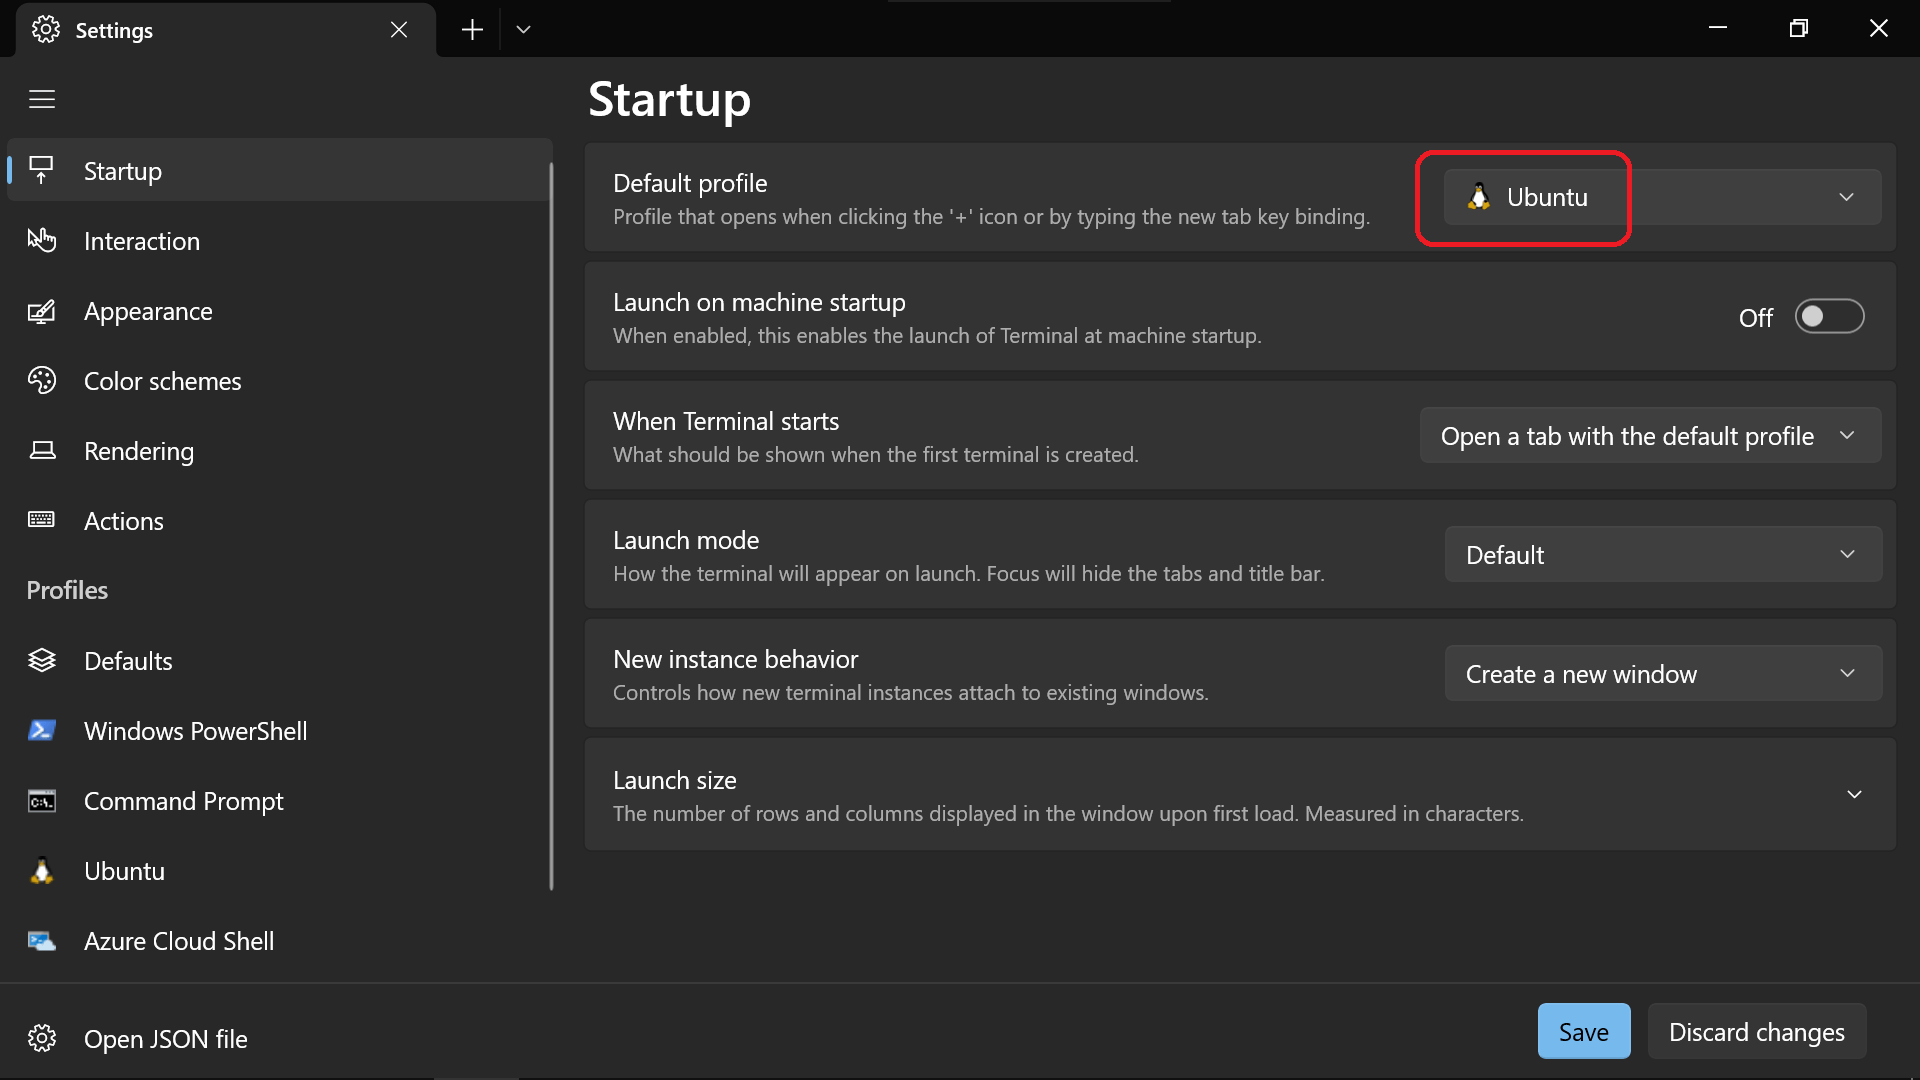 Settings
Startup
Interaction
Appearance
Color schemes
Rendering
Actions
Profiles
Defaults
Windows PowerShell
Command Prompt
Ubuntu
Azure Cloud Shell
Open JSON file
Startup
Default profile
Profile that opens when clicking the '+' icon or by typing the new tab key binding.
Ubuntu
Launch on machine startup
When enabled, this enables the launch of Terminal at machine startup.
Off
When Terminal starts
What should be shown when the first terminal is created.
Open a tab with the default profile
Launch mode
How the terminal will appear on launch. Focus will hide the tabs and title bar.
Default
New instance behavior
Controls how new terminal instances attach to existing windows.
Create a new window
Launch size
The number of rows and columns displayed in the window upon first load. Measured in characters.
Save
Discard changes